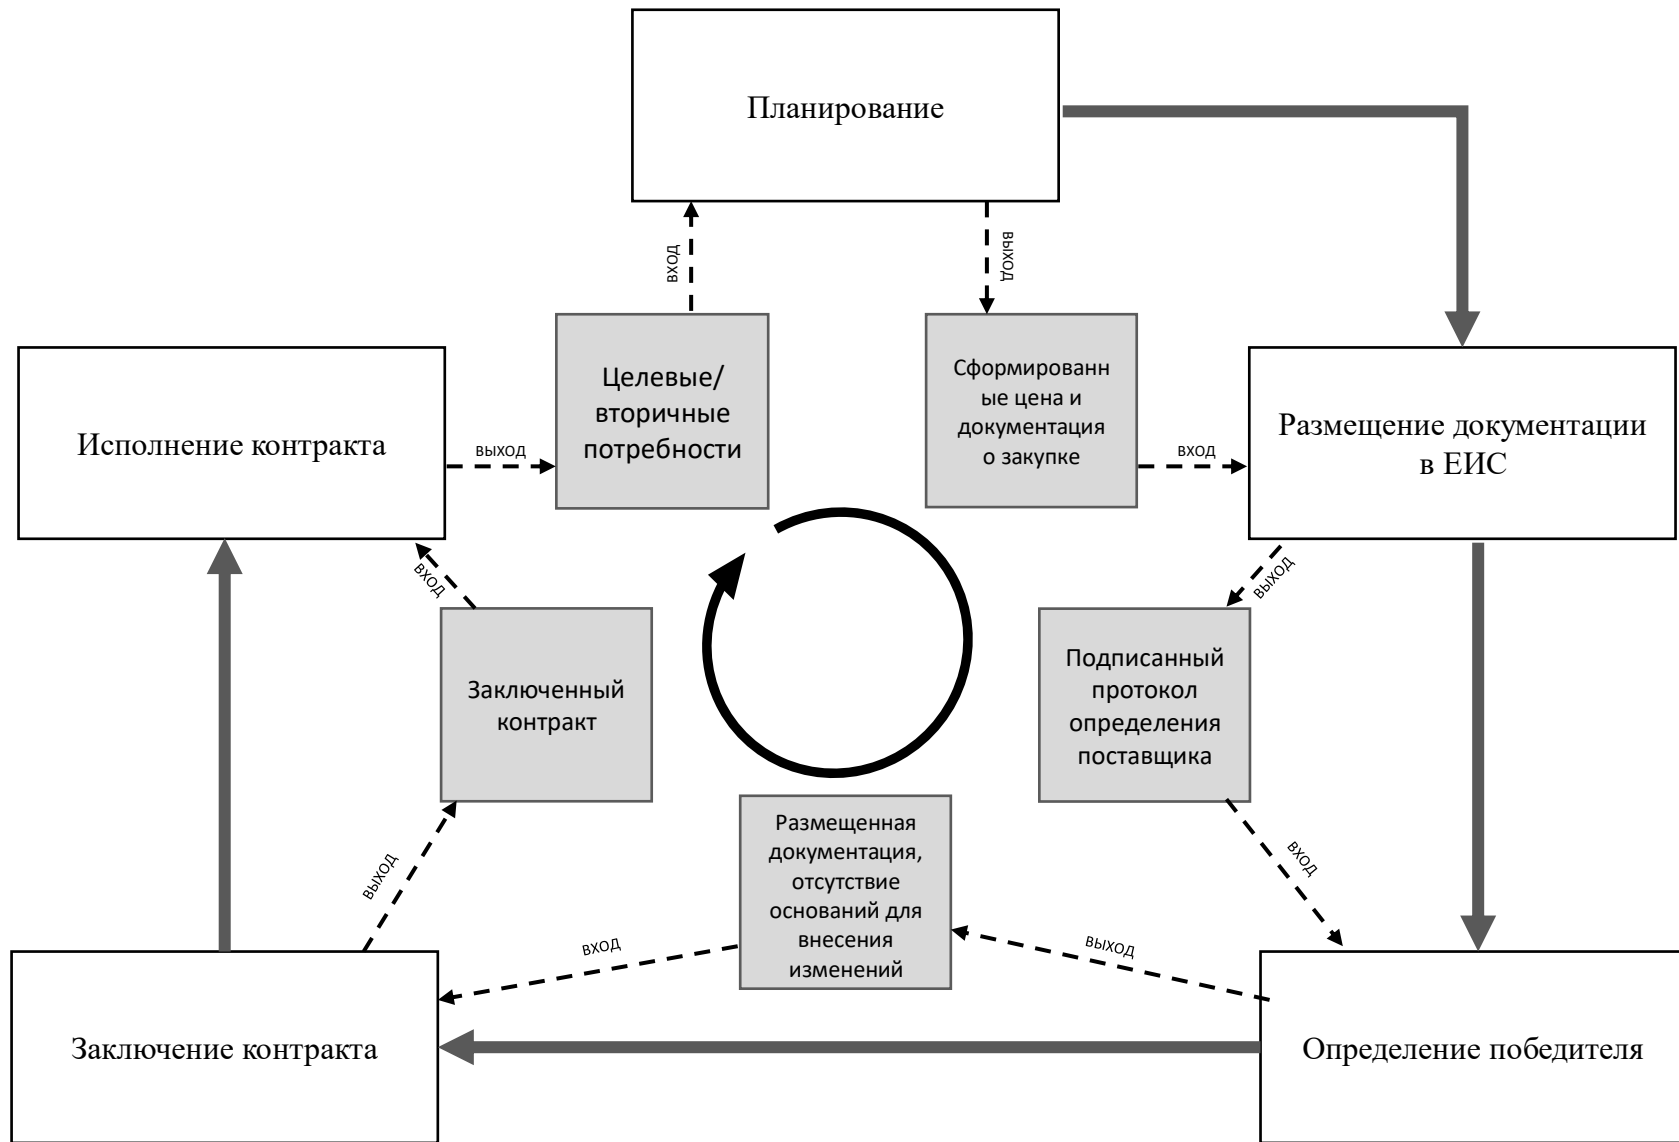 Планирование
вход
выход
Целевые/
вторичные
потребности
Сформированн
ые цена и
документация
о закупке
Исполнение контракта
выход
вход
Размещение документации
в ЕИС
вход
выход
Заключенный
контракт
Подписанный
протокол
определения
поставщика
Размещенная
документация,
отсутствие
оснований для
внесения
изменений
выход
вход
вход
выход
Заключение контракта
Определение победителя